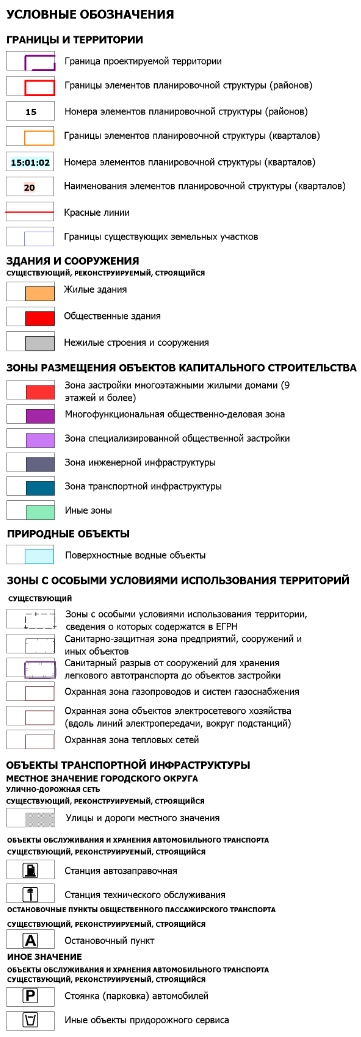 УСЛОВНЫЕ ОБОЗНАЧЕНИЯ
ГРАНИЦЫ И ТЕРРИТОРИИ
Граница проектируемой территории
Границы элементов планировочной структуры (районов)
15 Номера элементов планировочной структуры (районов)
Границы элементов планировочной структуры (кварталов)
15:01:02 Номера элементов планировочной структуры (кварталов)
20 Наименования элементов планировочной структуры (кварталов)
Красные линии
Границы существующих земельных участков
ЗДАНИЯ И СООРУЖЕНИЯ
СУЩЕСТВУЮЩИЙ, РЕКОНСТРУИРУЕМЫЙ, СТРОЯЩИЙСЯ
Жилые здания
Общественные здания
Нежилые строения и сооружения
ЗОНЫ РАЗМЕЩЕНИЯ ОБЪЕКТОВ КАПИТАЛЬНОГО СТРОИТЕЛЬСТВА
Зона застройки многоэтажными жилыми домами (9
этажей и более)
Многофункциональная общественно-деловая зона
Зона специализированной общественной застройки
Зона инженерной инфраструктуры
Зона транспортной инфраструктуры
Иные зоны
ПРИРОДНЫЕ ОБЪЕКТЫ
Поверхностные водные объекты
ЗОНЫ С ОСОБЫМИ УСЛОВИЯМИ ИСПОЛЬЗОВАНИЯ ТЕРРИТОРИЙ
СУЩЕСТВУЮЩИЙ
Зоны с особыми условиями использования территории,
сведения о которых содержатся в ЕГРН
Санитарно-защитная зона предприятий, сооружений и
иных объектов
Санитарный разрыв от сооружений для хранения
легкового автотранспорта до объектов застройки
Охранная зона газопроводов и систем газоснабжения
Охранная зона объектов электросетевого хозяйства
(вдоль линий электропередачи, вокруг подстанций)
Охранная зона тепловых сетей
ОБЪЕКТЫ ТРАНСПОРТНОЙ ИНФРАСТРУКТУРЫ
МЕСТНОЕ ЗНАЧЕНИЕ ГОРОДСКОГО ОКРУГА
УЛИЧНО-ДОРОЖНАЯ СЕТЬ
СУЩЕСТВУЮЩИЙ, РЕКОНСТРУИРУЕМЫЙ, СТРОЯЩИЙСЯ
Улицы и дороги местного значения
ОБЪЕКТЫ ОБСЛУЖИВАНИЯ И ХРАНЕНИЯ АВТОМОБИЛЬНОГО ТРАНСПОРТА
СУЩЕСТВУЮЩИЙ, РЕКОНСТРУИРУЕМЫЙ, СТРОЯЩИЙСЯ
Станция автозаправочная
Станция технического обслуживания
ОСТАНОВОЧНЫЕ ПУНКТЫ ОБЩЕСТВЕННОГО ПАССАЖИРСКОГО ТРАНСПОРТА
СУЩЕСТВУЮЩИЙ, РЕКОНСТРУИРУЕМЫЙ, СТРОЯЩИЙСЯ
А Остановочный пункт
ИНОЕ ЗНАЧЕНИЕ
ОБЪЕКТЫ ОБСЛУЖИВАНИЯ И ХРАНЕНИЯ АВТОМОБИЛЬНОГО ТРАНСПОРТА
СУЩЕСТВУЮЩИЙ, РЕКОНСТРУИРУЕМЫЙ, СТРОЯЩИЙСЯ
P Стоянка (парковка) автомобилей
Иные объекты придорожного сервиса